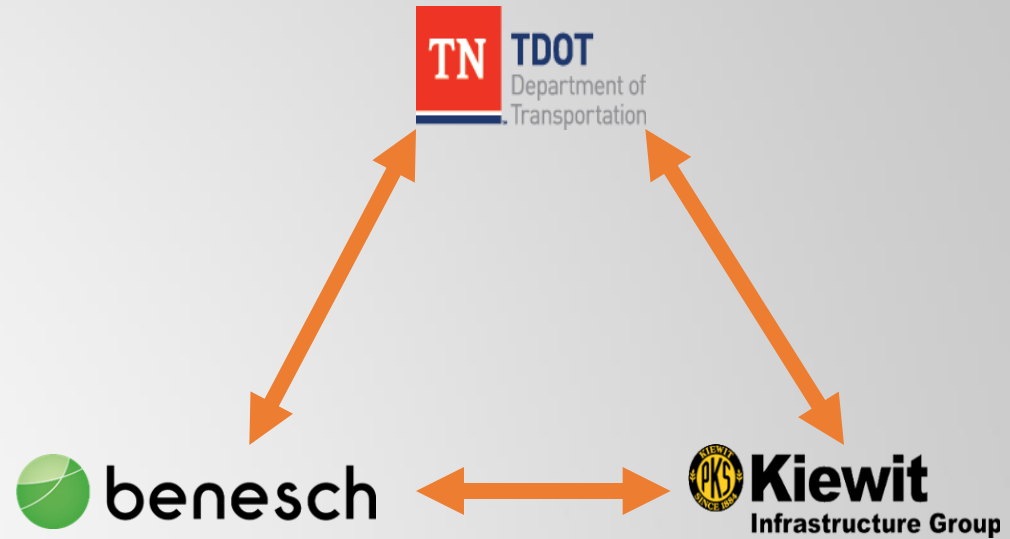 TN TDOT
Department of
Transportation
benesch
KIEWIT
PKS
SINCE 1884
Kiewit
Infrastructure Group